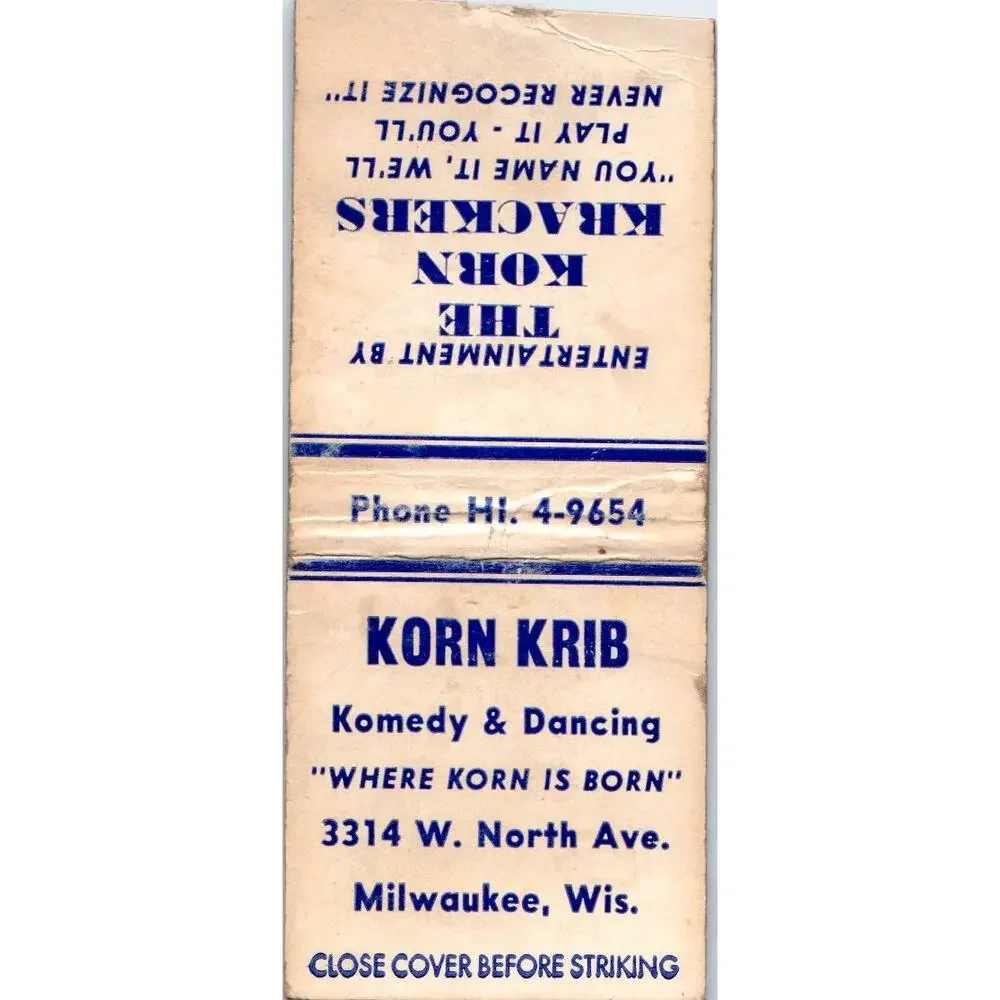 ENTERTAINMENT BY
THE
KORN
KRACKERS
"YOU NAME IT, WE'LL
PLAY IT - YOU'LL
NEVER RECOGNIZE IT"
Phone HI. 4-9654
KORN KRIB
Komedy & Dancing
"WHERE KORN IS BORN"
3314 W. North Ave.
Milwaukee, Wis.
CLOSE COVER BEFORE STRIKING